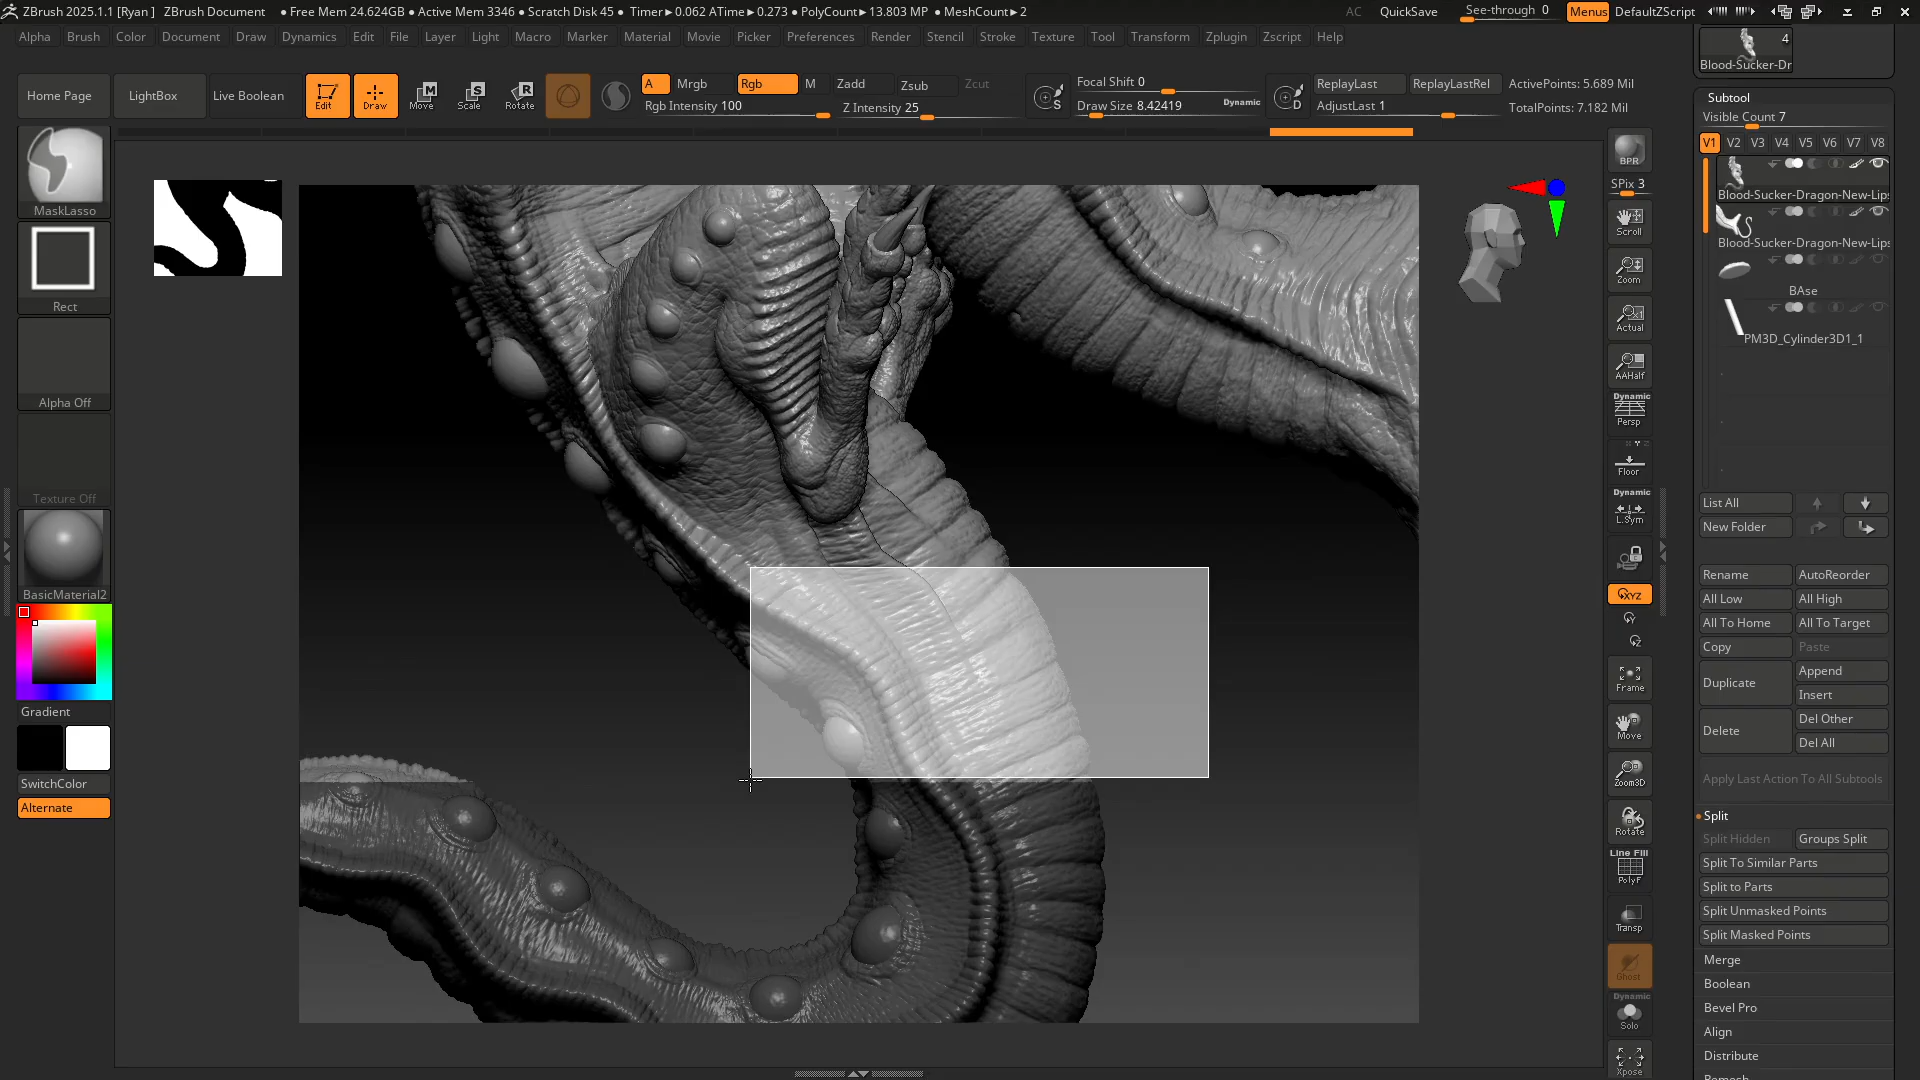 ZBrush 2025.1.1 [Ryan ] ZBrush Document ● Free Mem 24.624GB ● Active Mem 3346 ● Scratch Disk 45 ● Timer►0.062 ATime►0.273 ● PolyCount►13.803 MP ● MeshCount►2 AC QuickSave See-through 0 Menus DefaultZScript
Alpha Brush Color Document Draw Dynamics Edit File Layer Light Macro Marker Material Movie Picker Preferences Render Stencil Stroke Texture Tool Transform Zplugin Zscript Help
4
Blood-Sucker-Dr
Home Page LightBox Live Boolean Edit Draw Move Scale Rotate
M S R
A Mrgb Rgb M Zadd Zsub Zcut
Rgb Intensity 100 Z Intensity 25
S Focal Shift 0
Draw Size 8.42419 Dynamic
D ReplayLast ReplayLastRel
AdjustLast 1
ActivePoints: 5.689 Mil
TotalPoints: 7.182 Mil
MaskLasso
Rect
Alpha Off
Texture Off
BasicMaterial2
Gradient
SwitchColor
Alternate
BPR
SPix 3
Scroll
Zoom
Actual
AAHalf
Dynamic
Persp
Floor
Dynamic
L.Sym
XYZ
Y
Z
Frame
Move
Zoom3D
Rotate
Line Fill
PolyF
Transp
Ghost
Dynamic
Solo
Xpose
Subtool
Visible Count 7
V1 V2 V3 V4 V5 V6 V7 V8
Blood-Sucker-Dragon-New-Lips
Blood-Sucker-Dragon-New-Lips
BAse
PM3D_Cylinder3D1_1
List All
New Folder
Rename AutoReorder
All Low All High
All To Home All To Target
Copy Paste
Duplicate Append
Insert
Delete Del Other
Del All
Apply Last Action To All Subtools
Split
Split Hidden Groups Split
Split To Similar Parts
Split to Parts
Split Unmasked Points
Split Masked Points
Merge
Boolean
Bevel Pro
Align
Distribute
Remesh